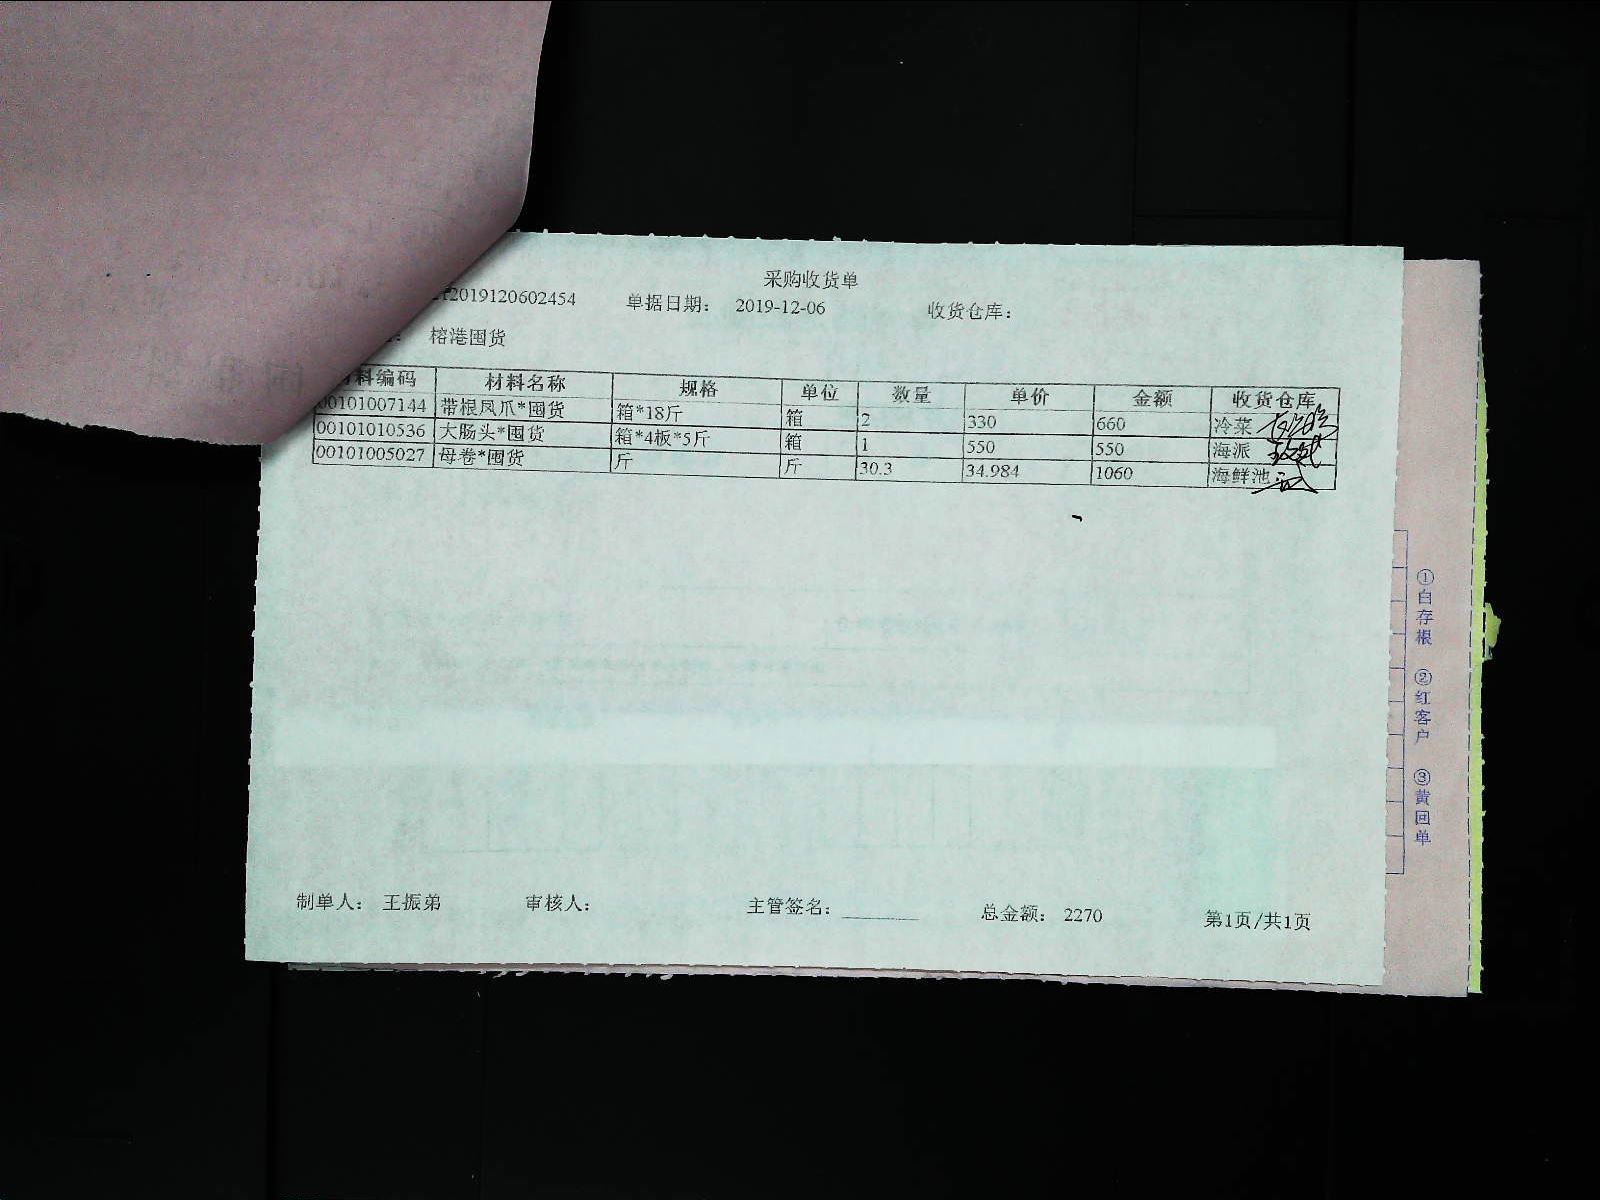 采购收货单
2019120602454 单据日期： 2019-12-06 收货仓库：
榕港囤货
料编码 材料名称 规格 单位 数量 单价 金额 收货仓库
00101007144 带根凤爪*囤货 箱*18斤 箱 2 330 660 冷菜
00101010536 大肠头*囤货 箱*4板*5斤 箱 1 550 550 海派
00101005027 母卷*囤货 斤 斤 30.3 34.984 1060 海鲜池
制单人： 王振弟 审核人： 主管签名： 总金额： 2270 第1页/共1页
①白存根 ②红客户 ③黄回单